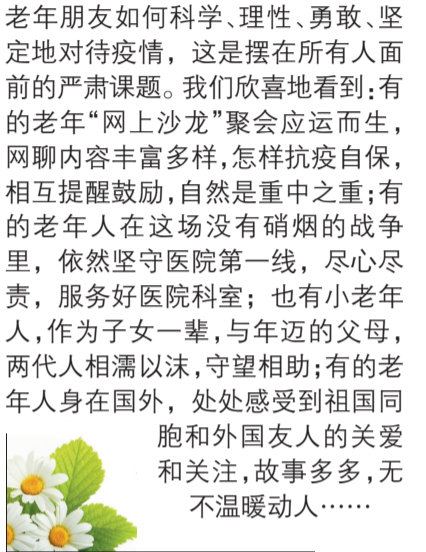 老年朋友如何科学、理性、勇敢、坚
定地对待疫情，这是摆在所有人面
前的严肃课题。我们欣喜地看到：有
的老年“网上沙龙”聚会应运而生，
网聊内容丰富多样，怎样抗疫自保，
相互提醒鼓励，自然是重中之重；有
的老年人在这场没有硝烟的战争
里，依然坚守医院第一线，尽心尽
责，服务好医院科室；也有小老年
人，作为子女一辈，与年迈的父母，
两代人相濡以沫，守望相助；有的老
年人身在国外，处处感受到祖国同
胞和外国友人的关爱
和关注，故事多多，无
不温暖动人……